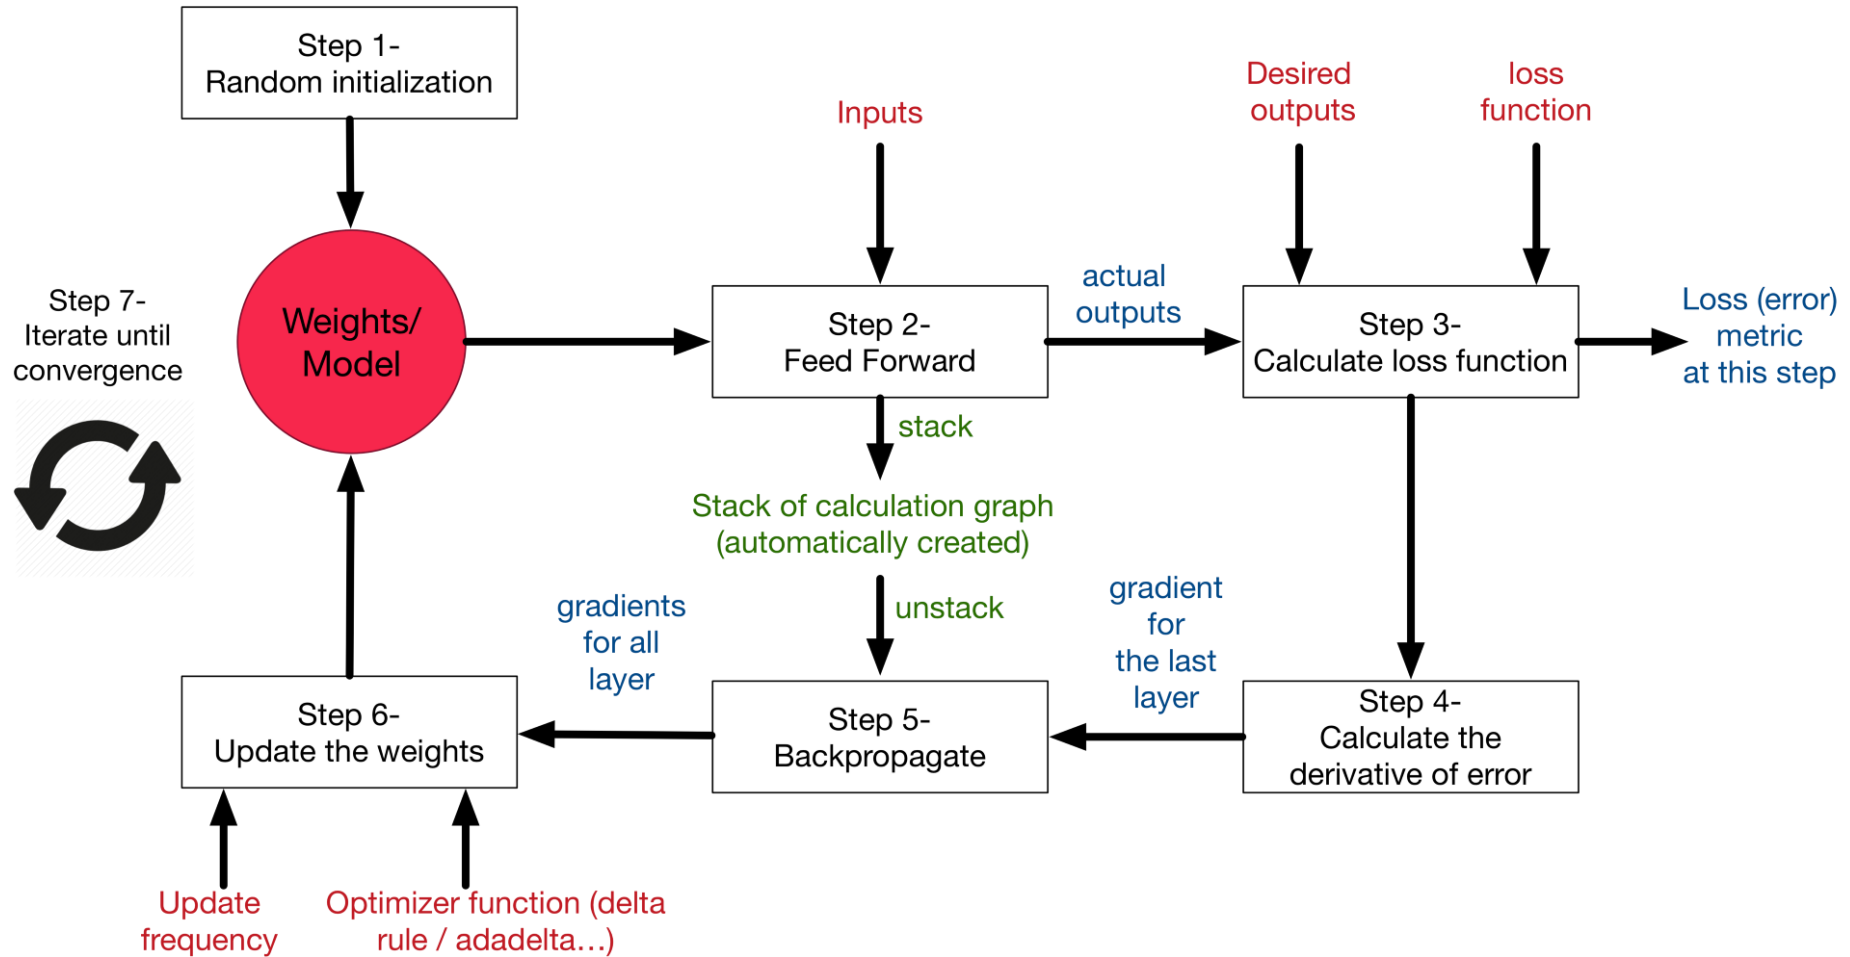 Step 1-
Random initialization
Inputs
Desired
outputs
loss
function
Step 7-
Iterate until
convergence
Weights/
Model
Step 2-
Feed Forward
actual
outputs
Step 3-
Calculate loss function
Loss (error)
metric
at this step
stack
Stack of calculation graph
(automatically created)
unstack
gradients
for all
layer
gradient
for
the last
layer
Step 6-
Update the weights
Step 5-
Backpropagate
Step 4-
Calculate the
derivative of error
Update
frequency
Optimizer function (delta
rule / adadelta...)